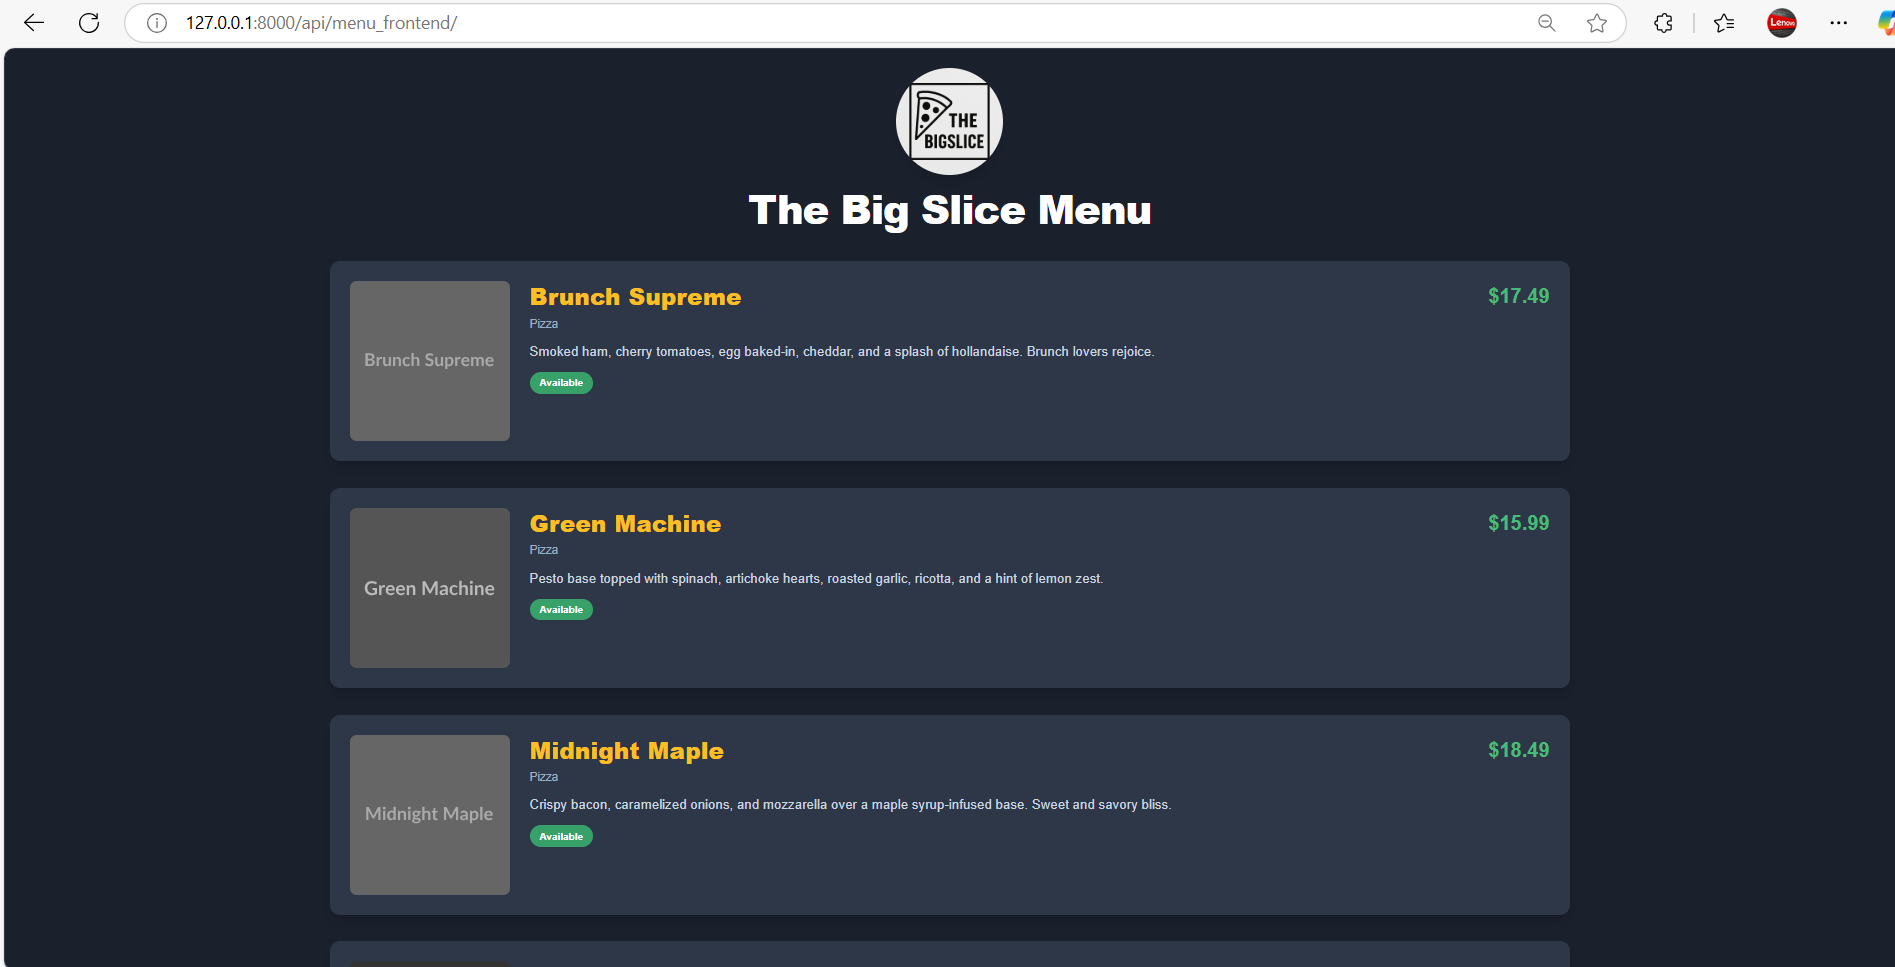 127.0.0.1:8000/api/menu_frontend/
Lenovo
THE
BIGSLICE
The Big Slice Menu
Brunch Supreme
Brunch Supreme
$17.49
Pizza
Smoked ham, cherry tomatoes, egg baked-in, cheddar, and a splash of hollandaise. Brunch lovers rejoice.
Available
Green Machine
Green Machine
$15.99
Pizza
Pesto base topped with spinach, artichoke hearts, roasted garlic, ricotta, and a hint of lemon zest.
Available
Midnight Maple
Midnight Maple
$18.49
Pizza
Crispy bacon, caramelized onions, and mozzarella over a maple syrup-infused base. Sweet and savory bliss.
Available